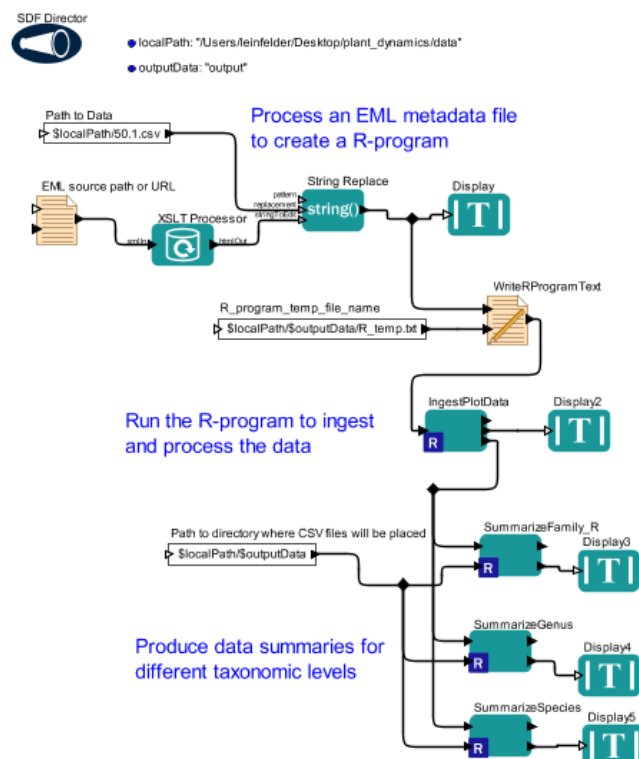 SDF Director
localPath: "/Users/leinfelder/Desktop/plant_dynamics/data"
outputData: "output"
Path to Data
$localPath/50.1.csv
Process an EML metadata file
to create a R-program
EML source path or URL
XSLT Processor
xmlIn
htmlOut
String Replace
pattern
replacement
stringToEdit
string()
Display
T
WriteRProgramText
R_program_temp_file_name
$localPath/$outputData/R_temp.txt
IngestPlotData
R
Display2
T
Run the R-program to ingest
and process the data
Path to directory where CSV files will be placed
$localPath/$outputData
SummarizeFamily_R
R
Display3
T
Produce data summaries for
different taxonomic levels
SummarizeGenus
R
Display4
T
SummarizeSpecies
R
Display5
T